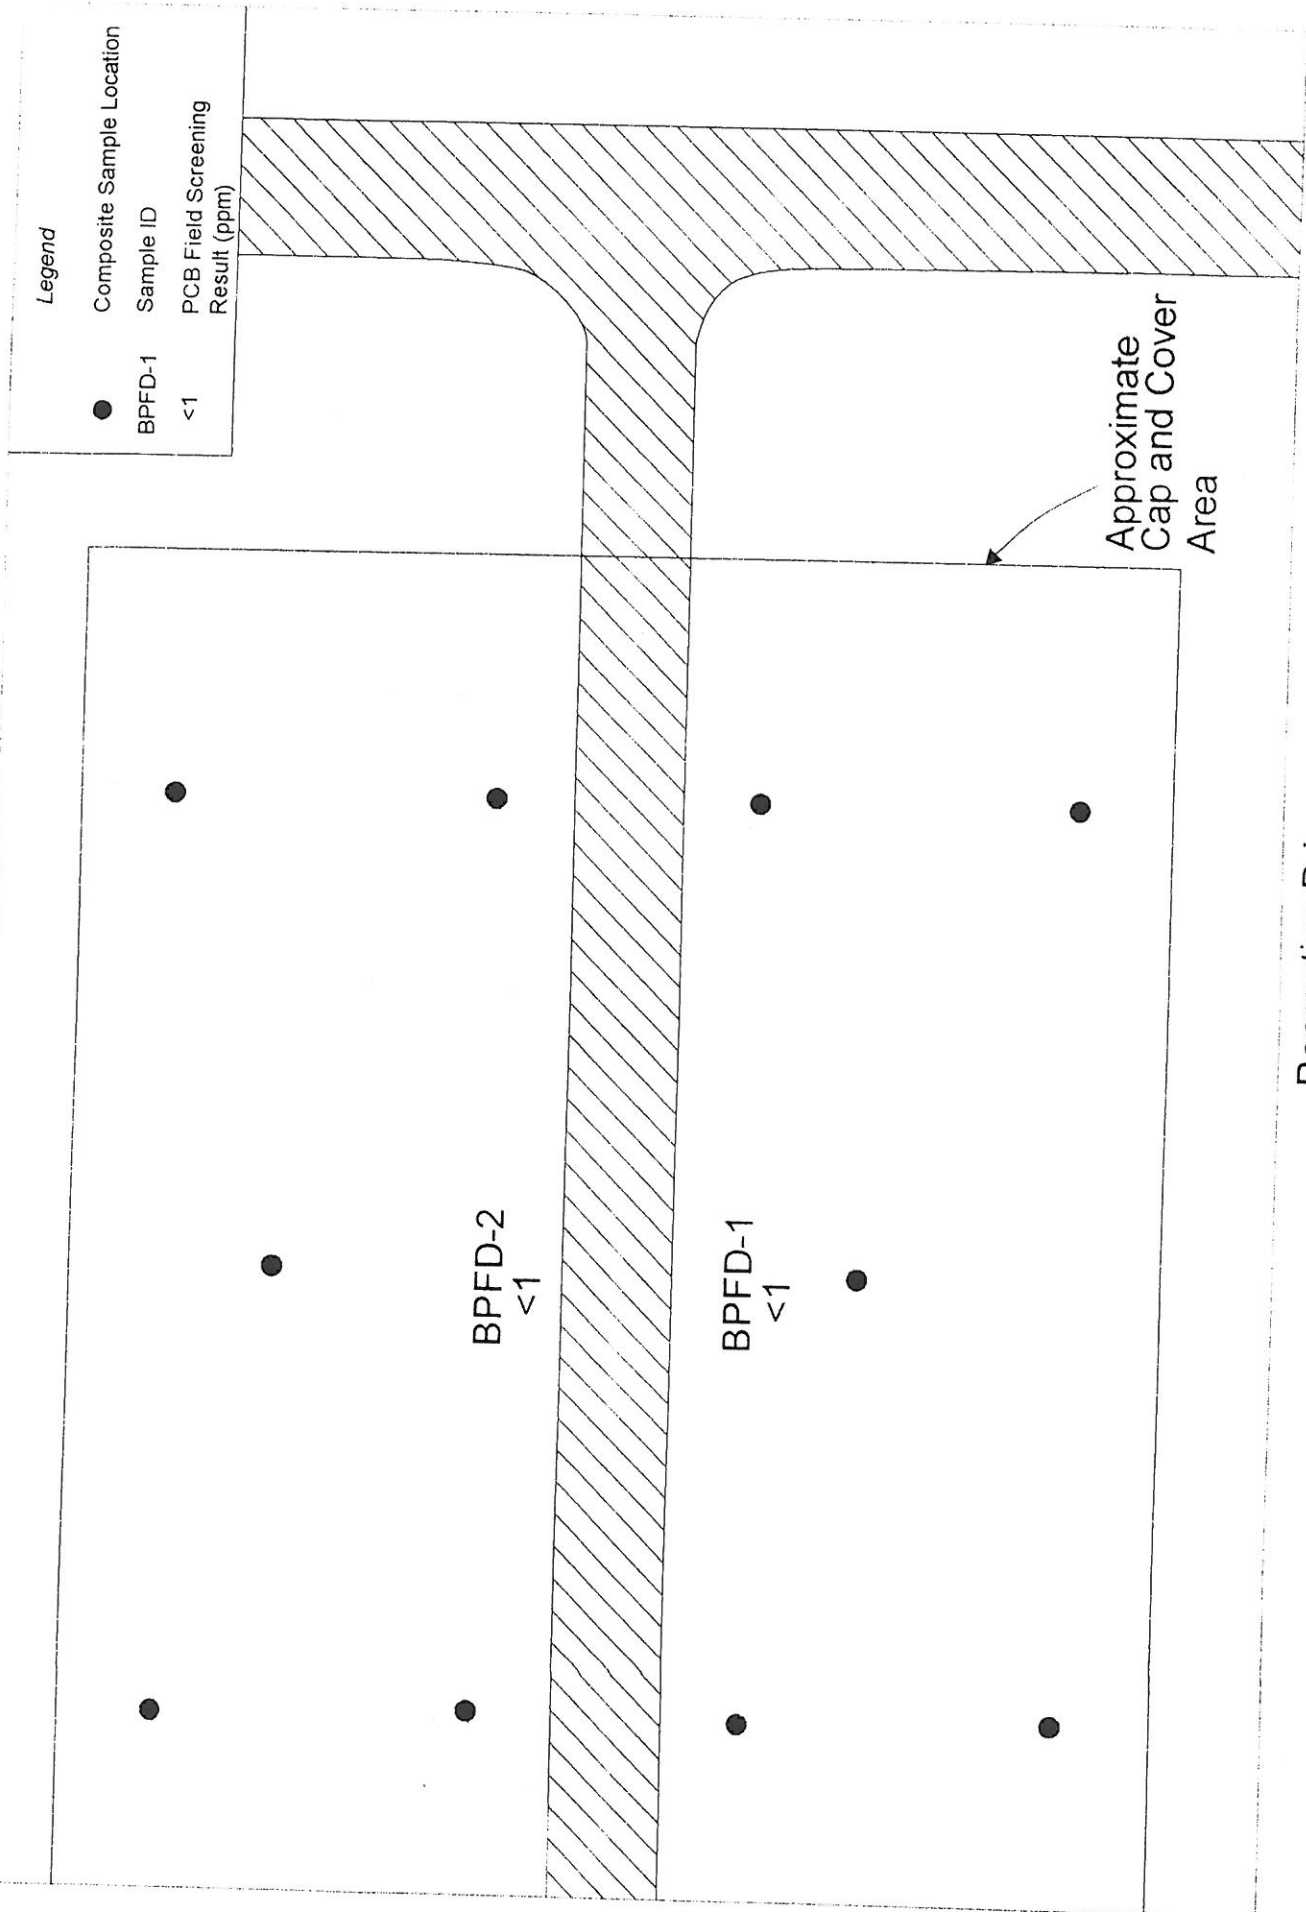 Legend
Composite Sample Location
BPFD-1 Sample ID
<1 PCB Field Screening
Result (ppm)
Approximate
Cap and Cover
Area
BPFD-2
<1
BPFD-1
<1